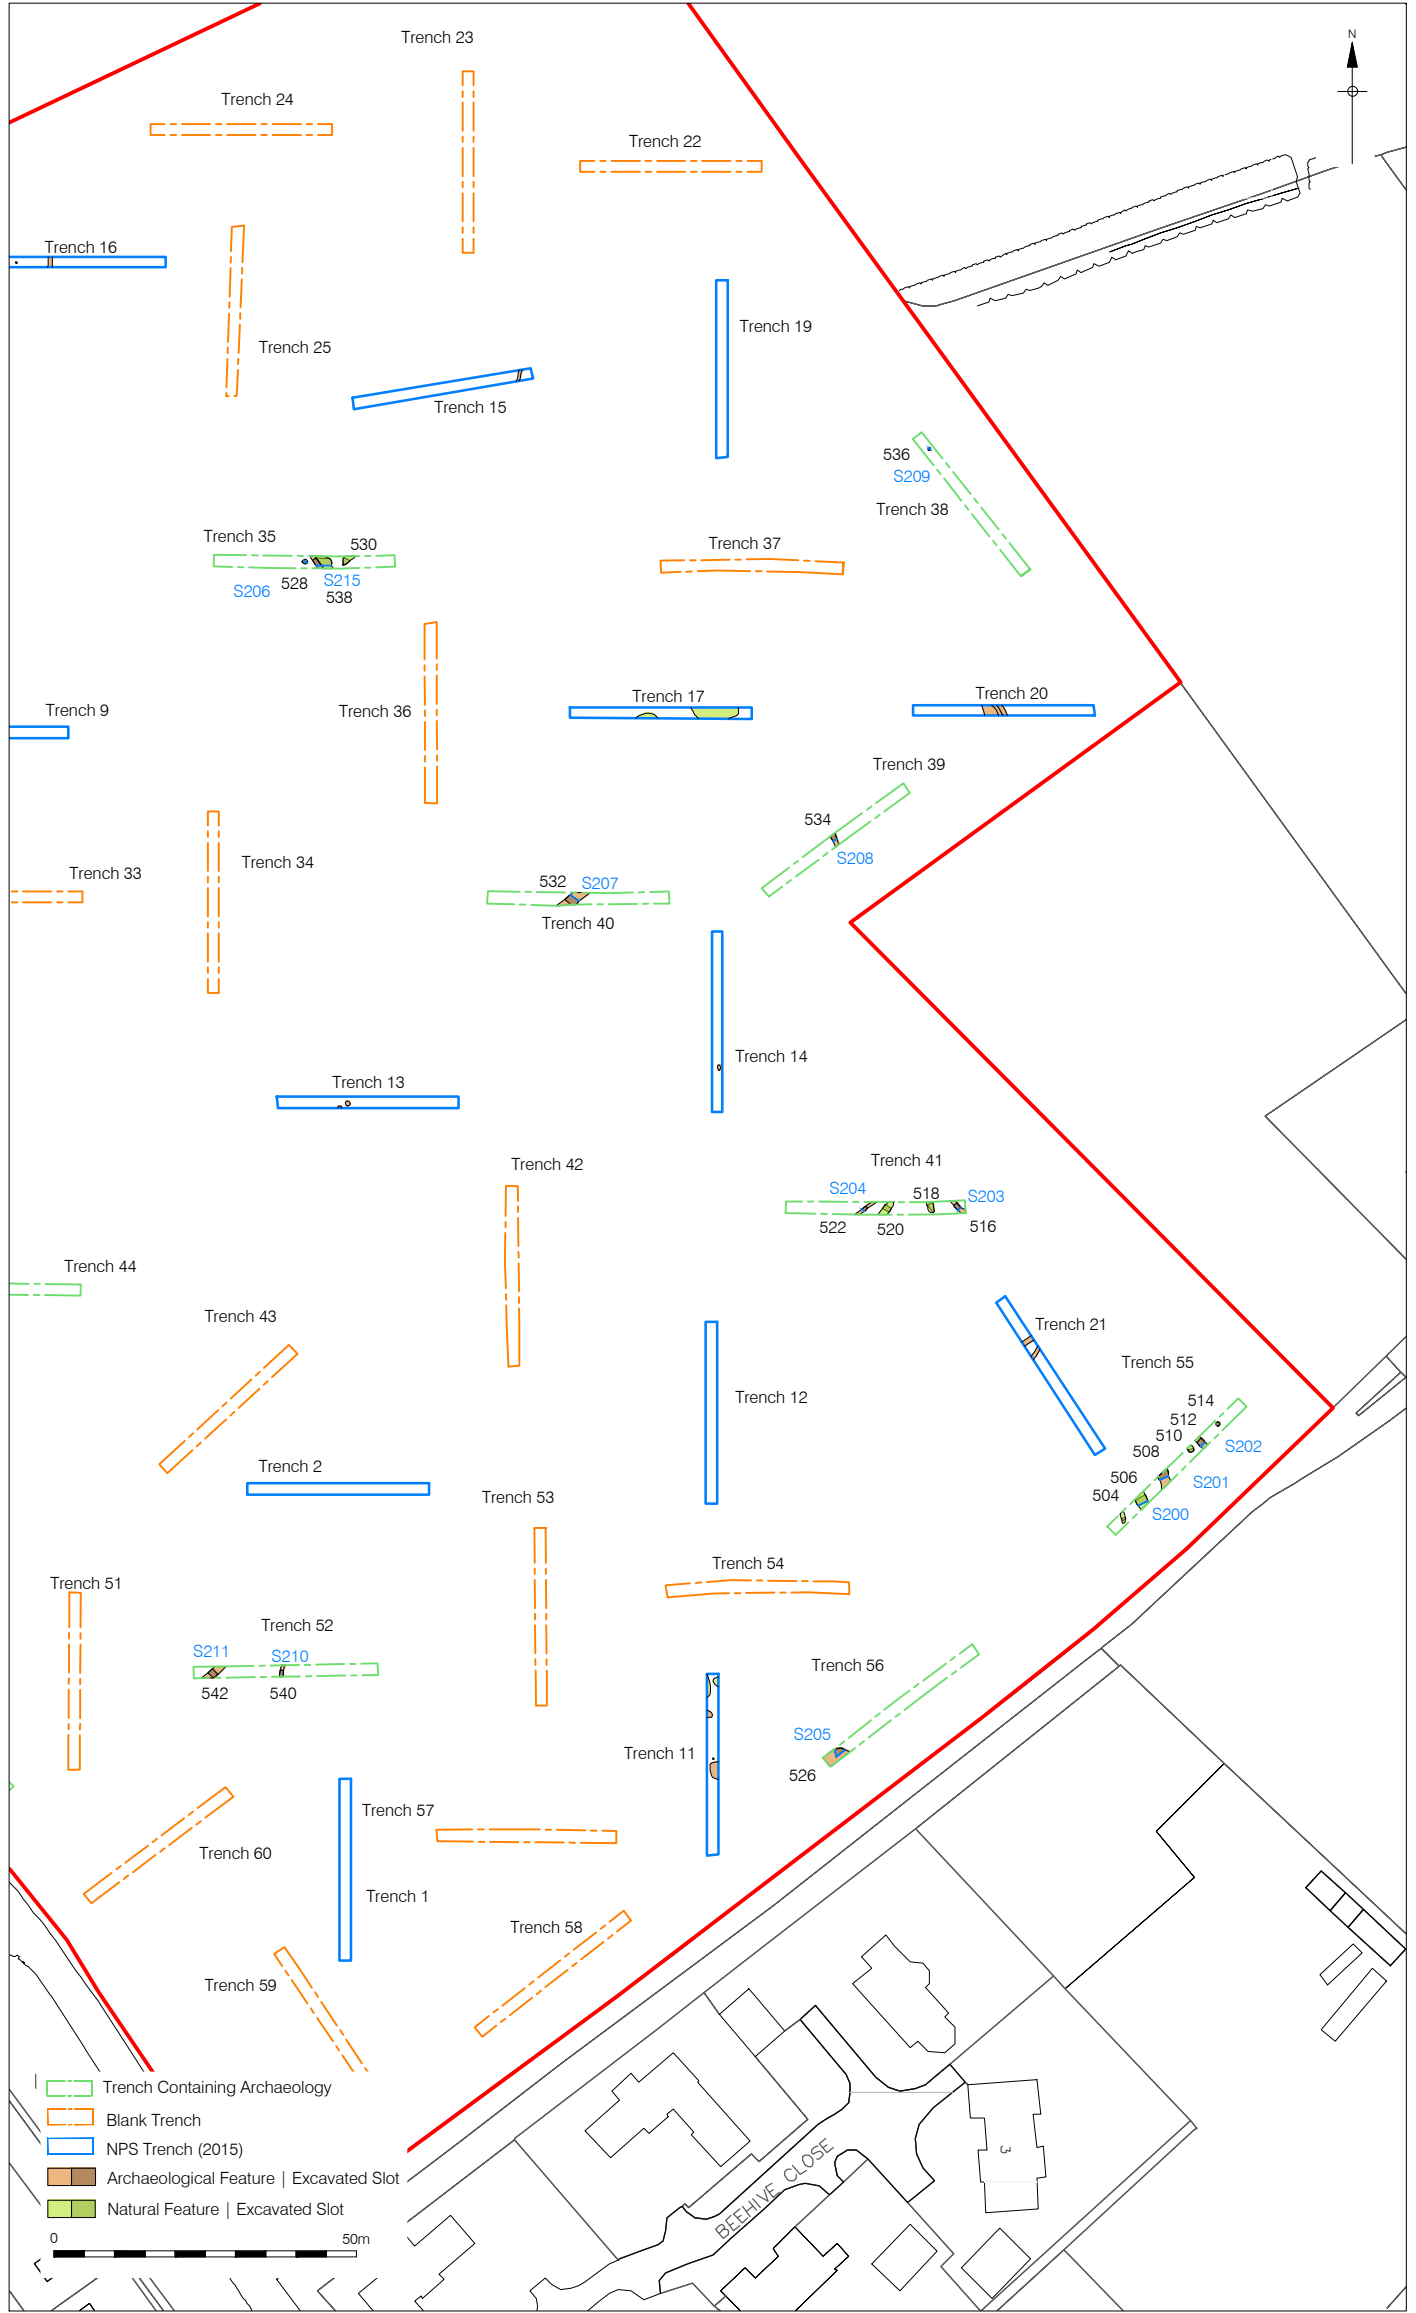 Trench 23
N
Trench 24
Trench 22
Trench 16
Trench 19
Trench 25
Trench 15
536
S209
Trench 38
Trench 35
530
Trench 37
528
S215
S206
538
Trench 9
Trench 36
Trench 17
Trench 20
Trench 39
534
S208
Trench 33
Trench 34
532
S207
Trench 40
Trench 14
Trench 13
Trench 42
Trench 41
S204
518
S203
522
520
516
Trench 44
Trench 43
Trench 21
Trench 55
Trench 12
514
512
510
508
S202
506
S201
504
S200
Trench 2
Trench 53
Trench 54
Trench 51
Trench 52
S211
S210
542
540
Trench 56
S205
Trench 11
526
Trench 57
Trench 60
Trench 1
Trench 58
Trench 59
Trench Containing Archaeology
Blank Trench
NPS Trench (2015)
Archaeological Feature | Excavated Slot
Natural Feature | Excavated Slot
0 50m
BEEHIVE CLOSE
3